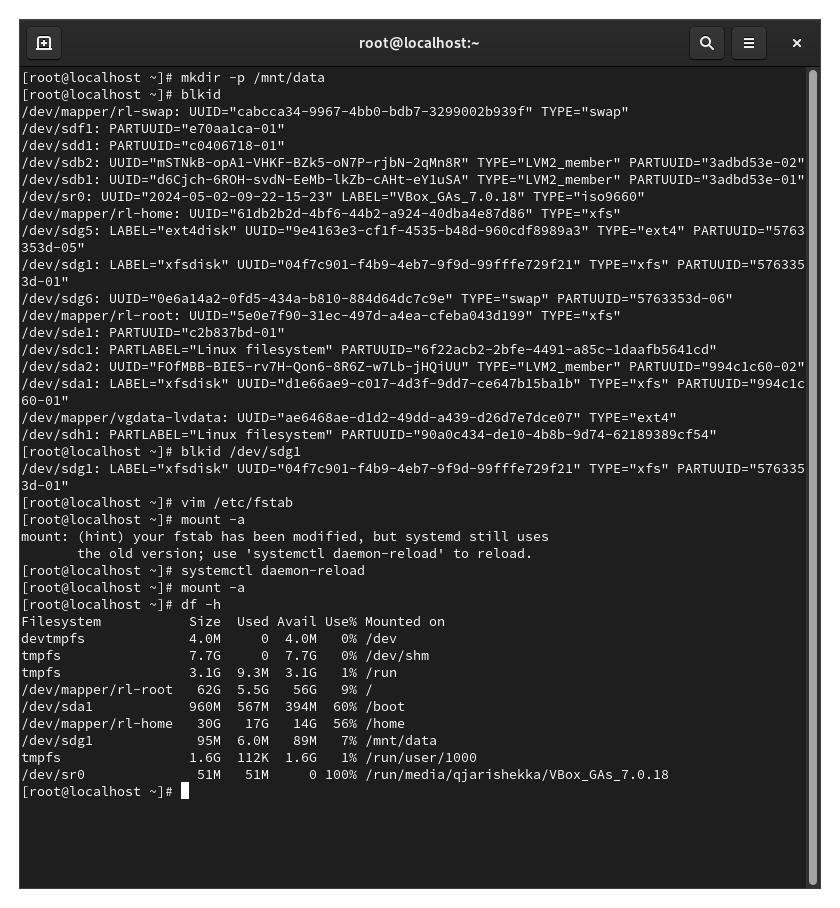 root@localhost:~
[root@localhost ~]# mkdir -p /mnt/data
[root@localhost ~]# blkid
/dev/mapper/rl-swap: UUID="cabcca34-9967-4bb0-bdb7-3299002b939f" TYPE="swap"
/dev/sdf1: PARTUUID="e70aa1ca-01"
/dev/sdd1: PARTUUID="c0406718-01"
/dev/sdb2: UUID="mSTNkB-opA1-VHKF-BZk5-oN7P-rjbN-2qMn8R" TYPE="LVM2_member" PARTUUID="3adbd53e-02"
/dev/sdb1: UUID="d6Cjch-6ROH-svdN-EeMb-lkZb-cAHt-eY1uSA" TYPE="LVM2_member" PARTUUID="3adbd53e-01"
/dev/sr0: UUID="2024-05-02-09-22-15-23" LABEL="VBox_GAs_7.0.18" TYPE="iso9660"
/dev/mapper/rl-home: UUID="61db2b2d-4bf6-44b2-a924-40dba4e87d86" TYPE="xfs"
/dev/sdg5: LABEL="ext4disk" UUID="9e4163e3-cf1f-4535-b48d-960cdf8989a3" TYPE="ext4" PARTUUID="5763
353d-05"
/dev/sdg1: LABEL="xfsdisk" UUID="04f7c901-f4b9-4eb7-9f9d-99fffe729f21" TYPE="xfs" PARTUUID="576335
3d-01"
/dev/sdg6: UUID="0e6a14a2-0fd5-434a-b810-884d64dc7c9e" TYPE="swap" PARTUUID="5763353d-06"
/dev/mapper/rl-root: UUID="5e0e7f90-31ec-497d-a4ea-cfeba043d199" TYPE="xfs"
/dev/sde1: PARTUUID="c2b837bd-01"
/dev/sdc1: PARTLABEL="Linux filesystem" PARTUUID="6f22acb2-2bfe-4491-a85c-1daafb5641cd"
/dev/sda2: UUID="FOfMBB-BIE5-rv7H-Qon6-8R6Z-w7Lb-jHQiUU" TYPE="LVM2_member" PARTUUID="994c1c60-02"
/dev/sda1: LABEL="xfsdisk" UUID="d1e66ae9-c017-4d3f-9dd7-ce647b15ba1b" TYPE="xfs" PARTUUID="994c1c
60-01"
/dev/mapper/vgdata-lvdata: UUID="ae6468ae-d1d2-49dd-a439-d26d7e7dce07" TYPE="ext4"
/dev/sdh1: PARTLABEL="Linux filesystem" PARTUUID="90a0c434-de10-4b8b-9d74-62189389cf54"
[root@localhost ~]# blkid /dev/sdg1
/dev/sdg1: LABEL="xfsdisk" UUID="04f7c901-f4b9-4eb7-9f9d-99fffe729f21" TYPE="xfs" PARTUUID="576335
3d-01"
[root@localhost ~]# vim /etc/fstab
[root@localhost ~]# mount -a
mount: (hint) your fstab has been modified, but systemd still uses
       the old version; use 'systemctl daemon-reload' to reload.
[root@localhost ~]# systemctl daemon-reload
[root@localhost ~]# mount -a
[root@localhost ~]# df -h
Filesystem           Size  Used Avail Use% Mounted on
devtmpfs             4.0M     0  4.0M   0% /dev
tmpfs                7.7G     0  7.7G   0% /dev/shm
tmpfs                3.1G  9.3M  3.1G   1% /run
/dev/mapper/rl-root   62G  5.5G   56G   9% /
/dev/sda1            960M  567M  394M  60% /boot
/dev/mapper/rl-home   30G   17G   14G  56% /home
/dev/sdg1             95M  6.0M   89M   7% /mnt/data
tmpfs                1.6G  112K  1.6G   1% /run/user/1000
/dev/sr0              51M   51M     0 100% /run/media/qjarishekka/VBox_GAs_7.0.18
[root@localhost ~]#